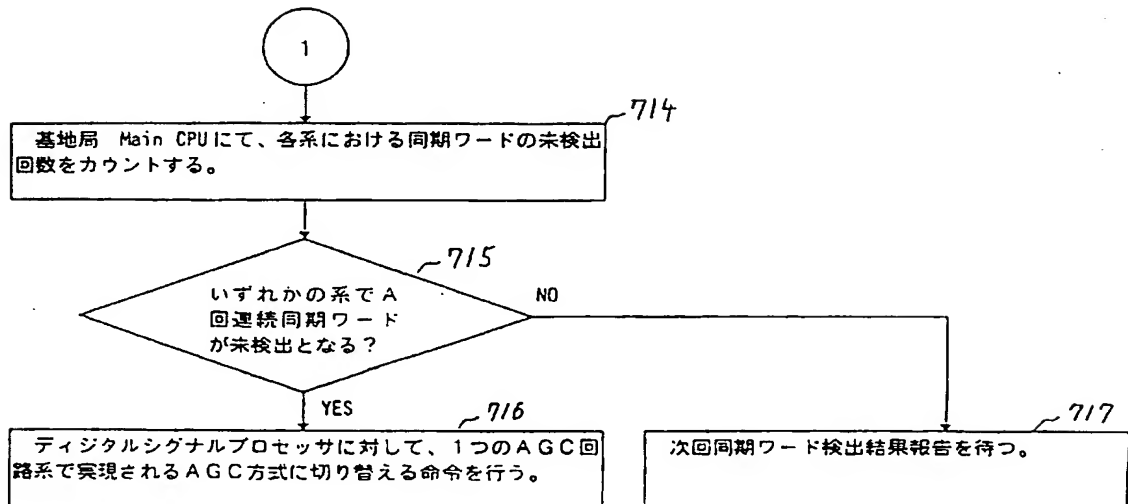 1
714
基地局 Main CPUにて、各系における同期ワードの未検出
回数をカウントする。
715
いずれかの系でA
回連続同期ワード
が未検出となる?
NO
YES
716
ディジタルシグナルプロセッサに対して、1つのAGC回
路系で実現されるAGC方式に切り替える命令を行う。
717
次回同期ワード検出結果報告を待つ。